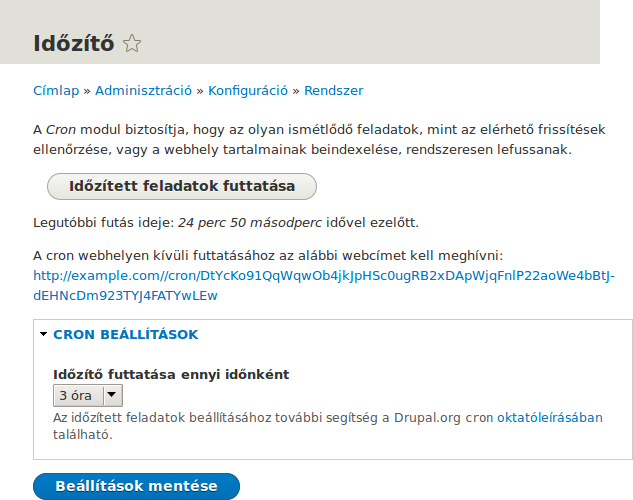 Időzítő
Címlap » Adminisztráció » Konfiguráció » Rendszer
A Cron modul biztosítja, hogy az olyan ismétlődő feladatok, mint az elérhető frissítések
ellenőrzése, vagy a webhely tartalmainak beindexelése, rendszeresen lefussanak.
Időzített feladatok futtatása
Legutóbbi futás ideje: 24 perc 50 másodperc idővel ezelőtt.
A cron webhelyen kívüli futtatásához az alábbi webcímet kell meghívni:
http://example.com//cron/DtYcKo91QqWqwOb4jkJpHSc0ugRB2xDApWjqFnlP22aoWe4bBtJ-
dEHNcDm923TYJ4FATYwLEw
CRON BEÁLLÍTÁSOK
Időzítő futtatása ennyi időnként
3 óra
Az időzített feladatok beállításához további segítség a Drupal.org cron oktatóleírásában
található.
Beállítások mentése